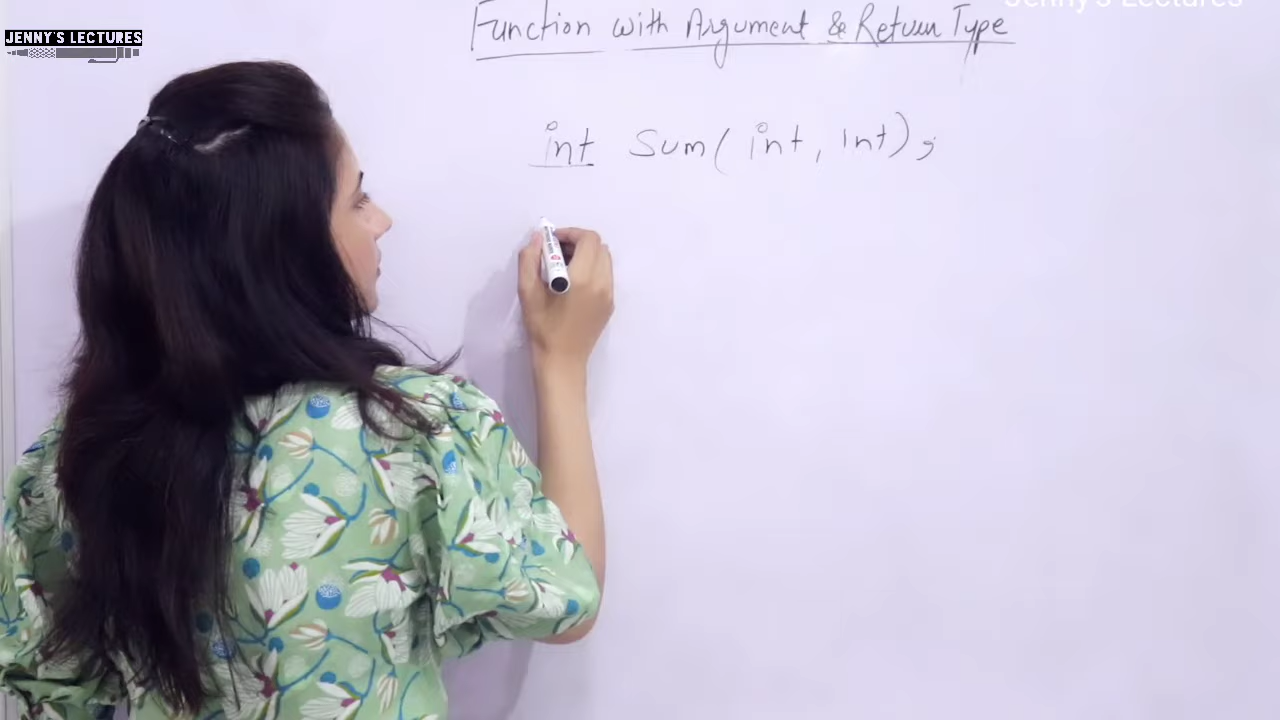 Jenny's Lectures
JENNY'S LECTURES
Function with Argument & Return Type
int Sum( int, int);